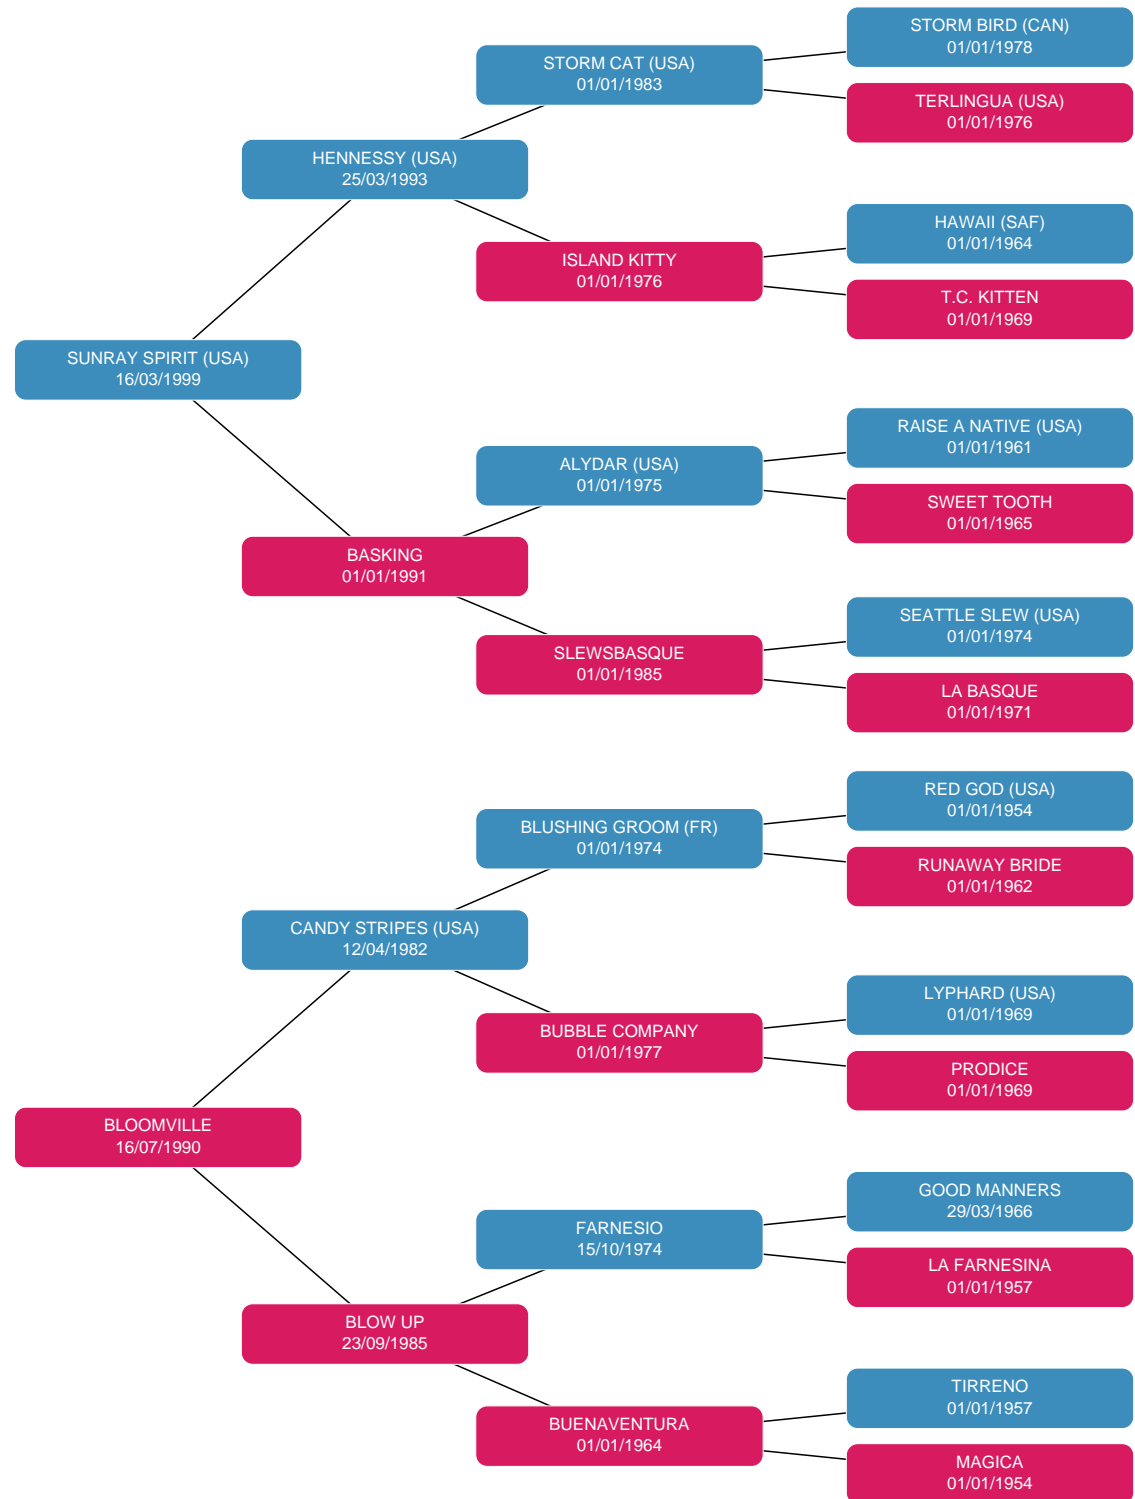 STORM BIRD (CAN)
01/01/1978
STORM CAT (USA)
01/01/1983
TERLINGUA (USA)
01/01/1976
HENNESSY (USA)
25/03/1993
HAWAII (SAF)
01/01/1964
ISLAND KITTY
01/01/1976
T.C. KITTEN
01/01/1969
SUNRAY SPIRIT (USA)
16/03/1999
RAISE A NATIVE (USA)
01/01/1961
ALYDAR (USA)
01/01/1975
SWEET TOOTH
01/01/1965
BASKING
01/01/1991
SEATTLE SLEW (USA)
01/01/1974
SLEWSBASQUE
01/01/1985
LA BASQUE
01/01/1971
RED GOD (USA)
01/01/1954
BLUSHING GROOM (FR)
01/01/1974
RUNAWAY BRIDE
01/01/1962
CANDY STRIPES (USA)
12/04/1982
LYPHARD (USA)
01/01/1969
BUBBLE COMPANY
01/01/1977
PRODICE
01/01/1969
BLOOMVILLE
16/07/1990
GOOD MANNERS
29/03/1966
FARNESIO
15/10/1974
LA FARNESINA
01/01/1957
BLOW UP
23/09/1985
TIRRENO
01/01/1957
BUENAVENTURA
01/01/1964
MAGICA
01/01/1954